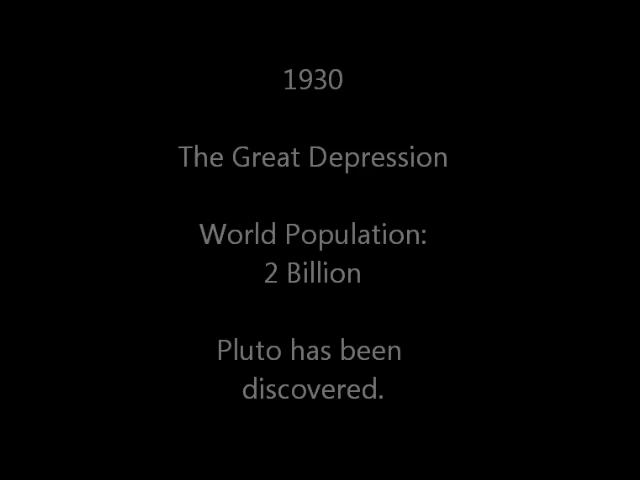 1930
The Great Depression
World Population:
2 Billion
Pluto has been
discovered.